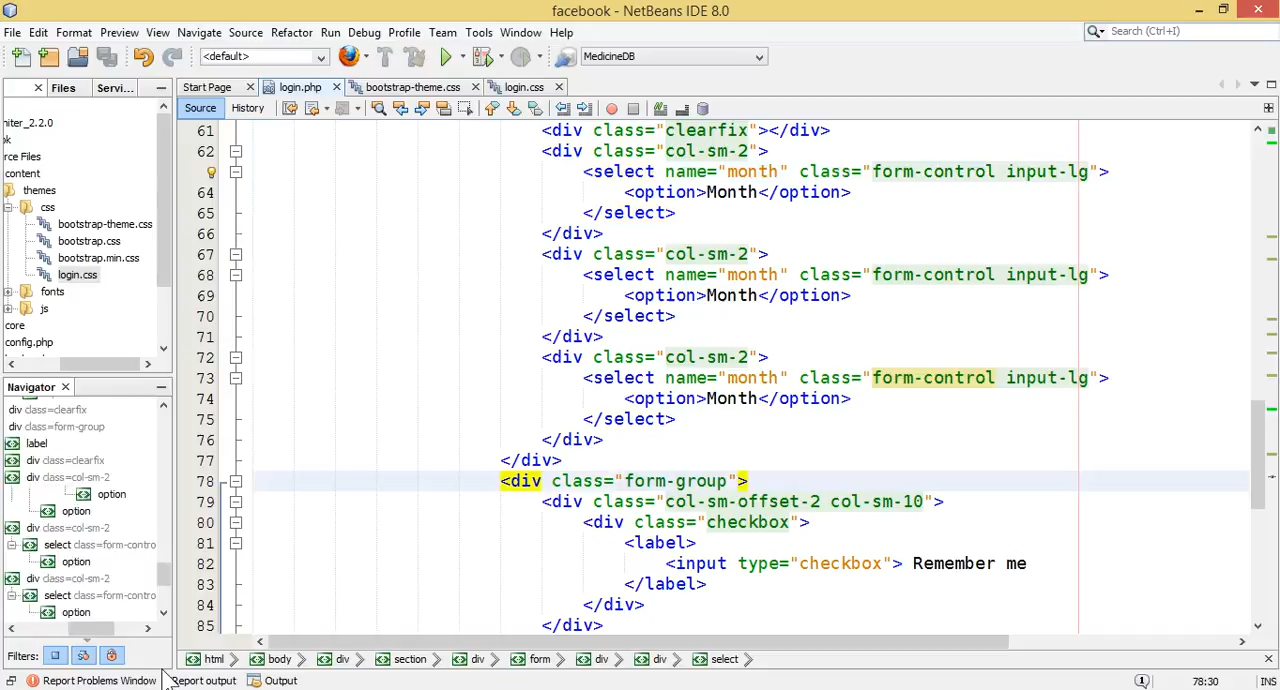 facebook - NetBeans IDE 8.0
File Edit Format Preview View Navigate Source Refactor Run Debug Profile Team Tools Window Help
Search (Ctrl+I)
<default>
MedicineDB
Files Servi...
Start Page login.php bootstrap-theme.css login.css
Source History
niter_2.2.0
ok
rce Files
content
themes
css
bootstrap-theme.css
bootstrap.css
bootstrap.min.css
login.css
fonts
js
core
config.php
Navigator
div class=clearfix
div class=form-group
label
div class=clearfix
div class=col-sm-2
option
option
div class=col-sm-2
select class=form-contro
option
div class=col-sm-2
select class=form-contro
option
Filters:
61 <div class="clearfix"></div>
62 <div class="col-sm-2">
<select name="month" class="form-control input-lg">
64 <option>Month</option>
65 </select>
66 </div>
67 <div class="col-sm-2">
68 <select name="month" class="form-control input-lg">
69 <option>Month</option>
70 </select>
71 </div>
72 <div class="col-sm-2">
73 <select name="month" class="form-control input-lg">
74 <option>Month</option>
75 </select>
76 </div>
77 </div>
78 <div class="form-group">
79 <div class="col-sm-offset-2 col-sm-10">
80 <div class="checkbox">
81 <label>
82 <input type="checkbox"> Remember me
83 </label>
84 </div>
85 </div>
html body div section div form div div select
Report Problems Window Report output Output
78:30 INS